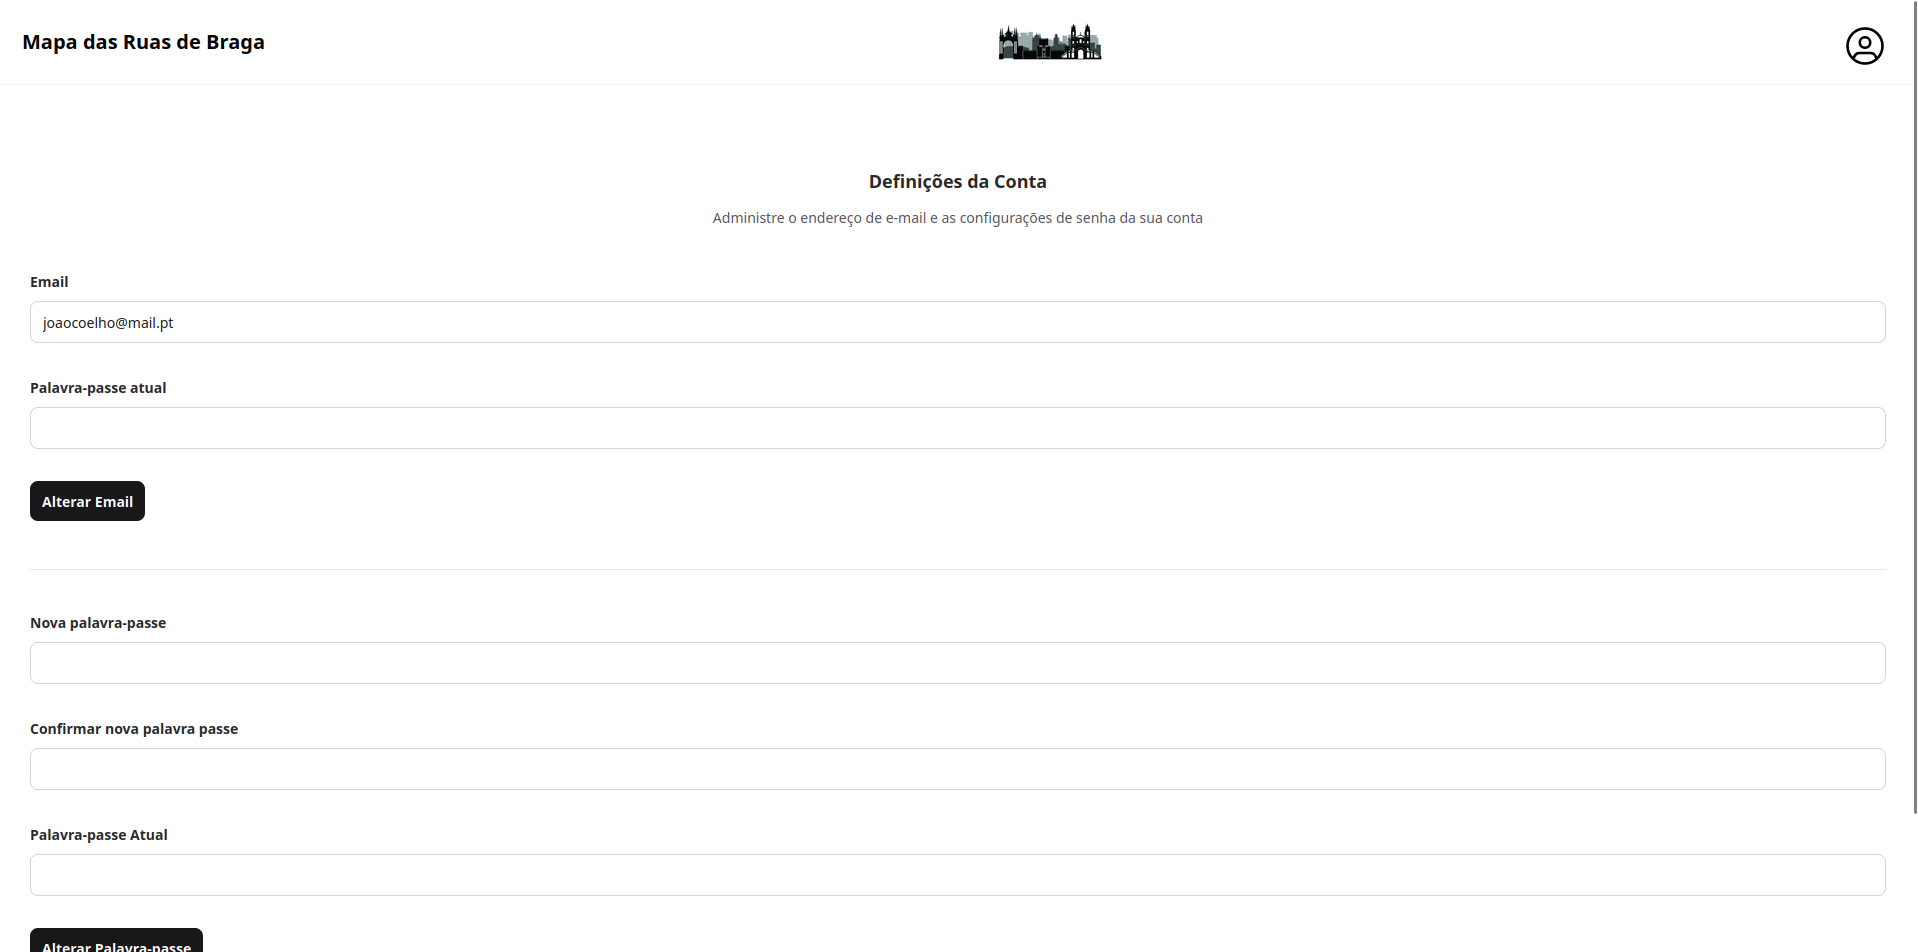 Mapa das Ruas de Braga
Definições da Conta
Administre o endereço de e-mail e as configurações de senha da sua conta
Email
joaocoelho@mail.pt
Palavra-passe atual
Alterar Email
Nova palavra-passe
Confirmar nova palavra passe
Palavra-passe Atual
Alterar Palavra-passe